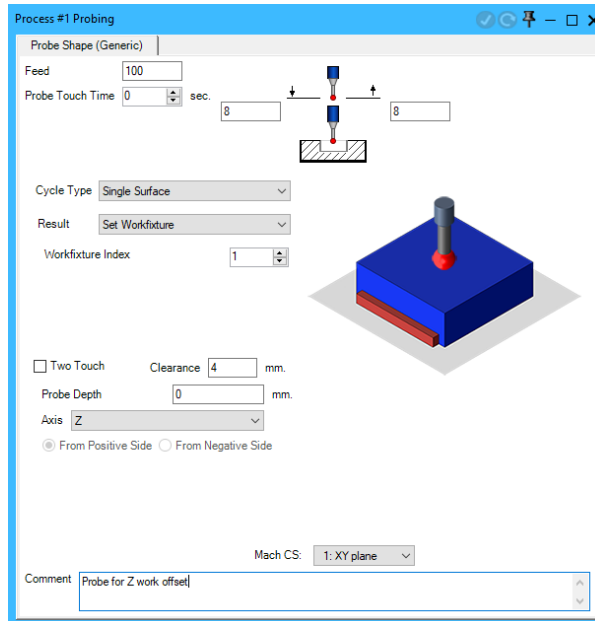 Process #1 Probing
Probe Shape (Generic)
Feed 100
Probe Touch Time 0 sec.
8 8
Cycle Type Single Surface
Result Set Workfixture
Workfixture Index 1
Two Touch Clearance 4 mm.
Probe Depth 0 mm.
Axis Z
From Positive Side From Negative Side
Mach CS: 1: XY plane
Comment Probe for Z work offset